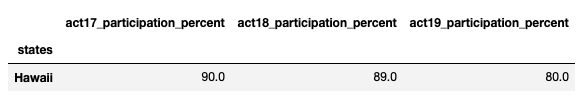 act17_participation_percent act18_participation_percent act19_participation_percent
states
Hawaii 90.0 89.0 80.0